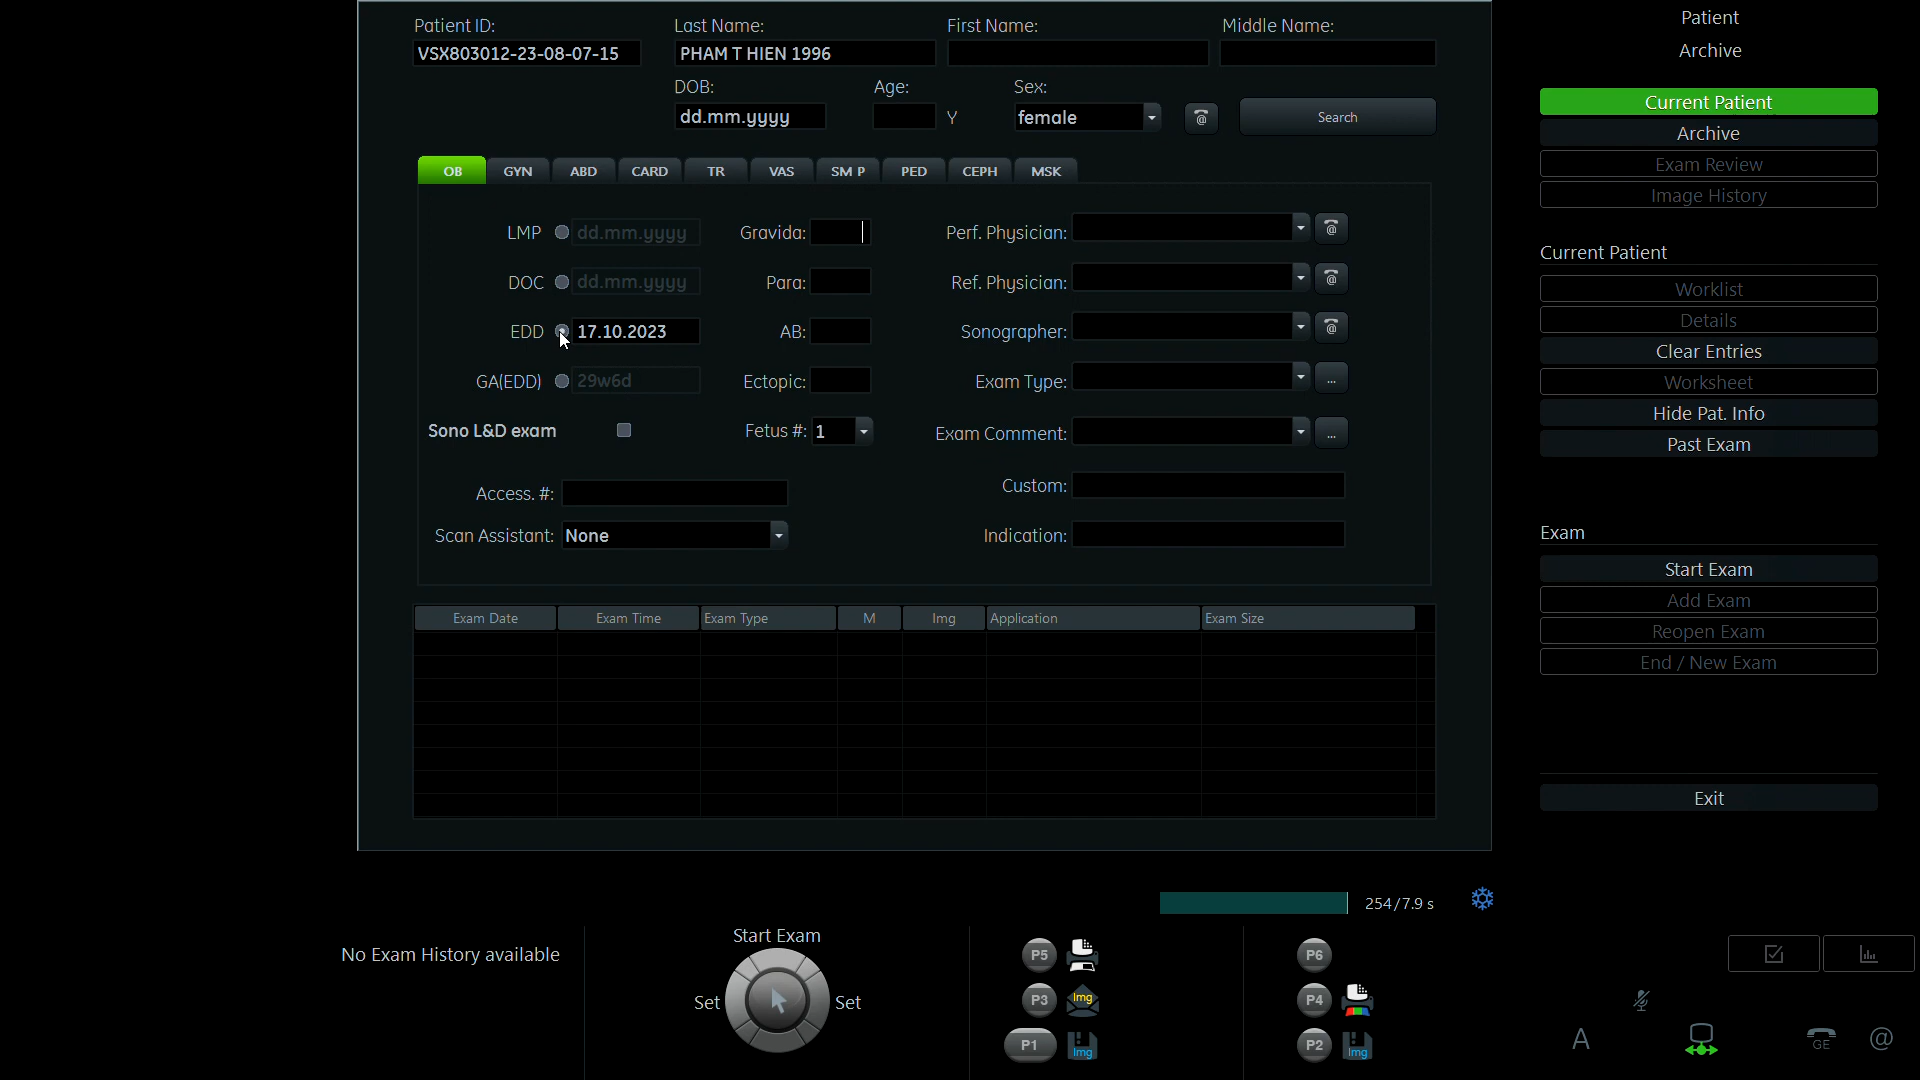 Patient ID: Last Name: First Name: Middle Name:
VSX803012-23-08-07-15 PHAM T HIEN 1996
DOB: Age: Sex:
dd.mm.yyyy Y female Search
OB GYN ABD CARD TR VAS SM P PED CEPH MSK
LMP dd.mm.yyyy Gravida: Perf. Physician:
DOC dd.mm.yyyy Para: Ref. Physician:
EDD 17.10.2023 AB: Sonographer:
GA(EDD) 29w6d Ectopic: Exam Type: ...
Sono L&D exam Fetus #: 1 Exam Comment: ...
Access. #: Custom:
Scan Assistant: None Indication:
Exam Date Exam Time Exam Type M Img Application Exam Size
Patient
Archive
Current Patient
Archive
Exam Review
Image History
Current Patient
Worklist
Details
Clear Entries
Worksheet
Hide Pat. Info
Past Exam
Exam
Start Exam
Add Exam
Reopen Exam
End / New Exam
Exit
254/7.9 s
No Exam History available
Start Exam
Set Set
P5 P6
P3 Img P4
P1 Img P2 Img
A GE @